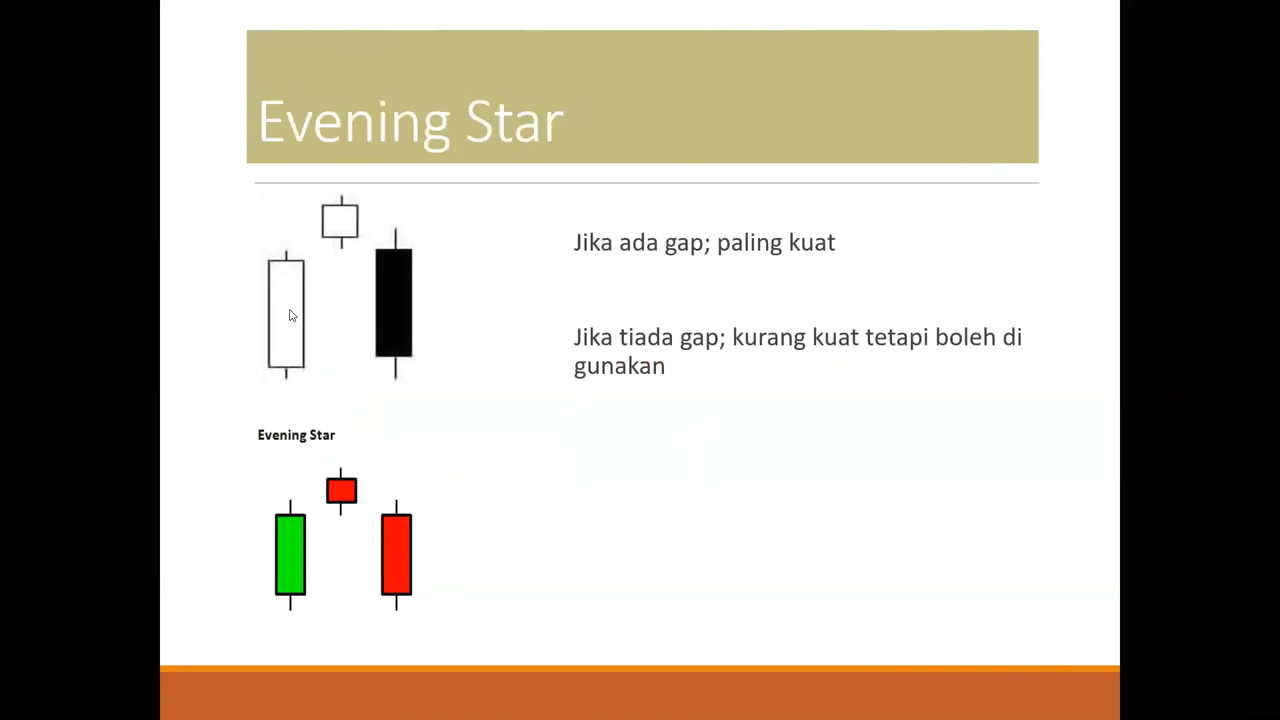 Evening Star
Jika ada gap; paling kuat
Jika tiada gap; kurang kuat tetapi boleh di
gunakan
Evening Star